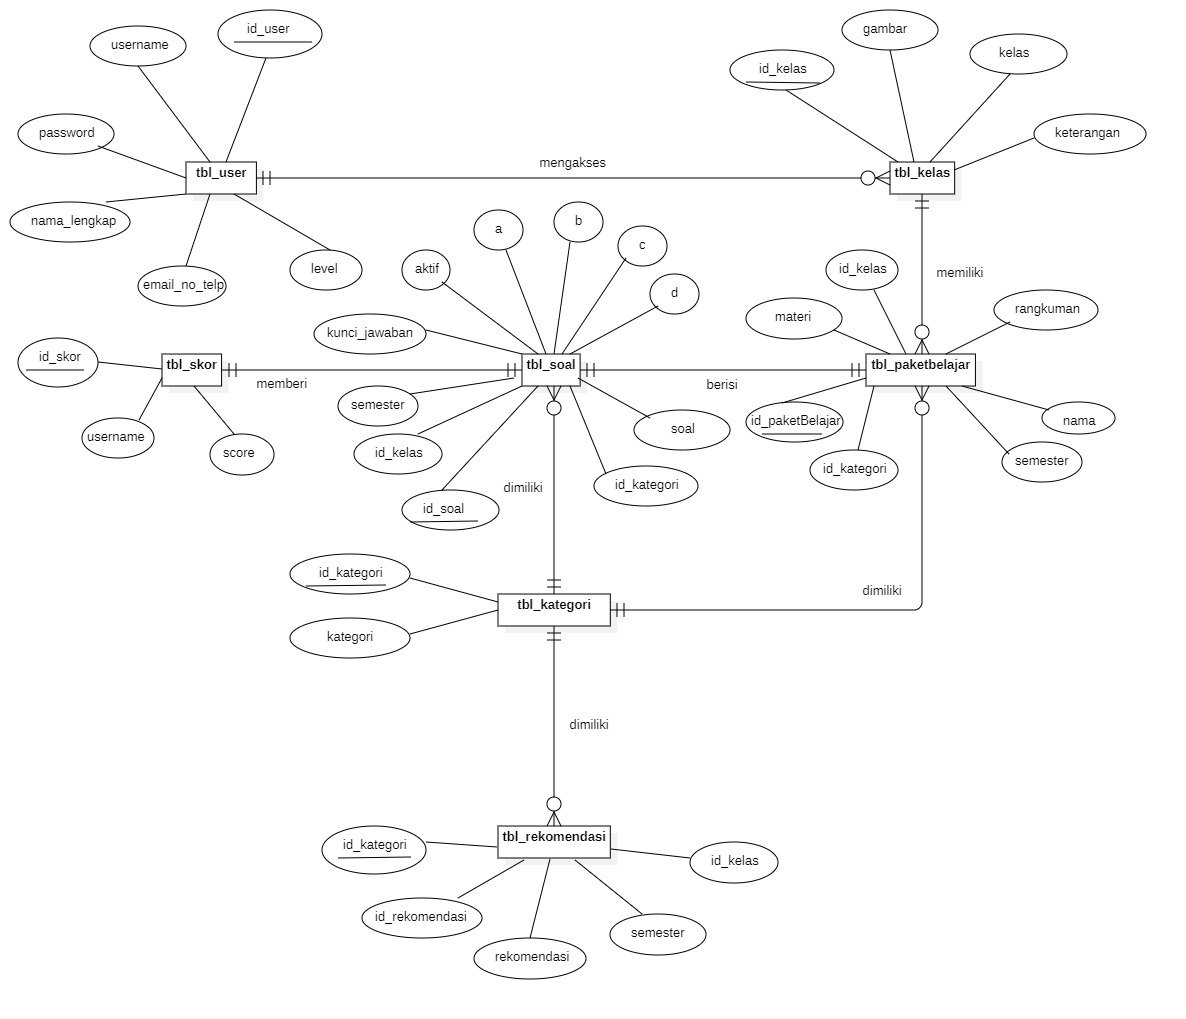 id_user
username
password
tbl_user
nama_lengkap
email_no_telp
level
mengakses
gambar
id_kelas
kelas
keterangan
tbl_kelas
memiliki
a
b
c
d
aktif
kunci_jawaban
tbl_soal
semester
id_kelas
id_soal
id_kategori
soal
id_skor
tbl_skor
username
score
memberi
berisi
id_kelas
materi
rangkuman
tbl_paketbelajar
id_paketBelajar
id_kategori
semester
nama
dimiliki
dimiliki
id_kategori
tbl_kategori
kategori
dimiliki
id_kategori
tbl_rekomendasi
id_kelas
id_rekomendasi
rekomendasi
semester